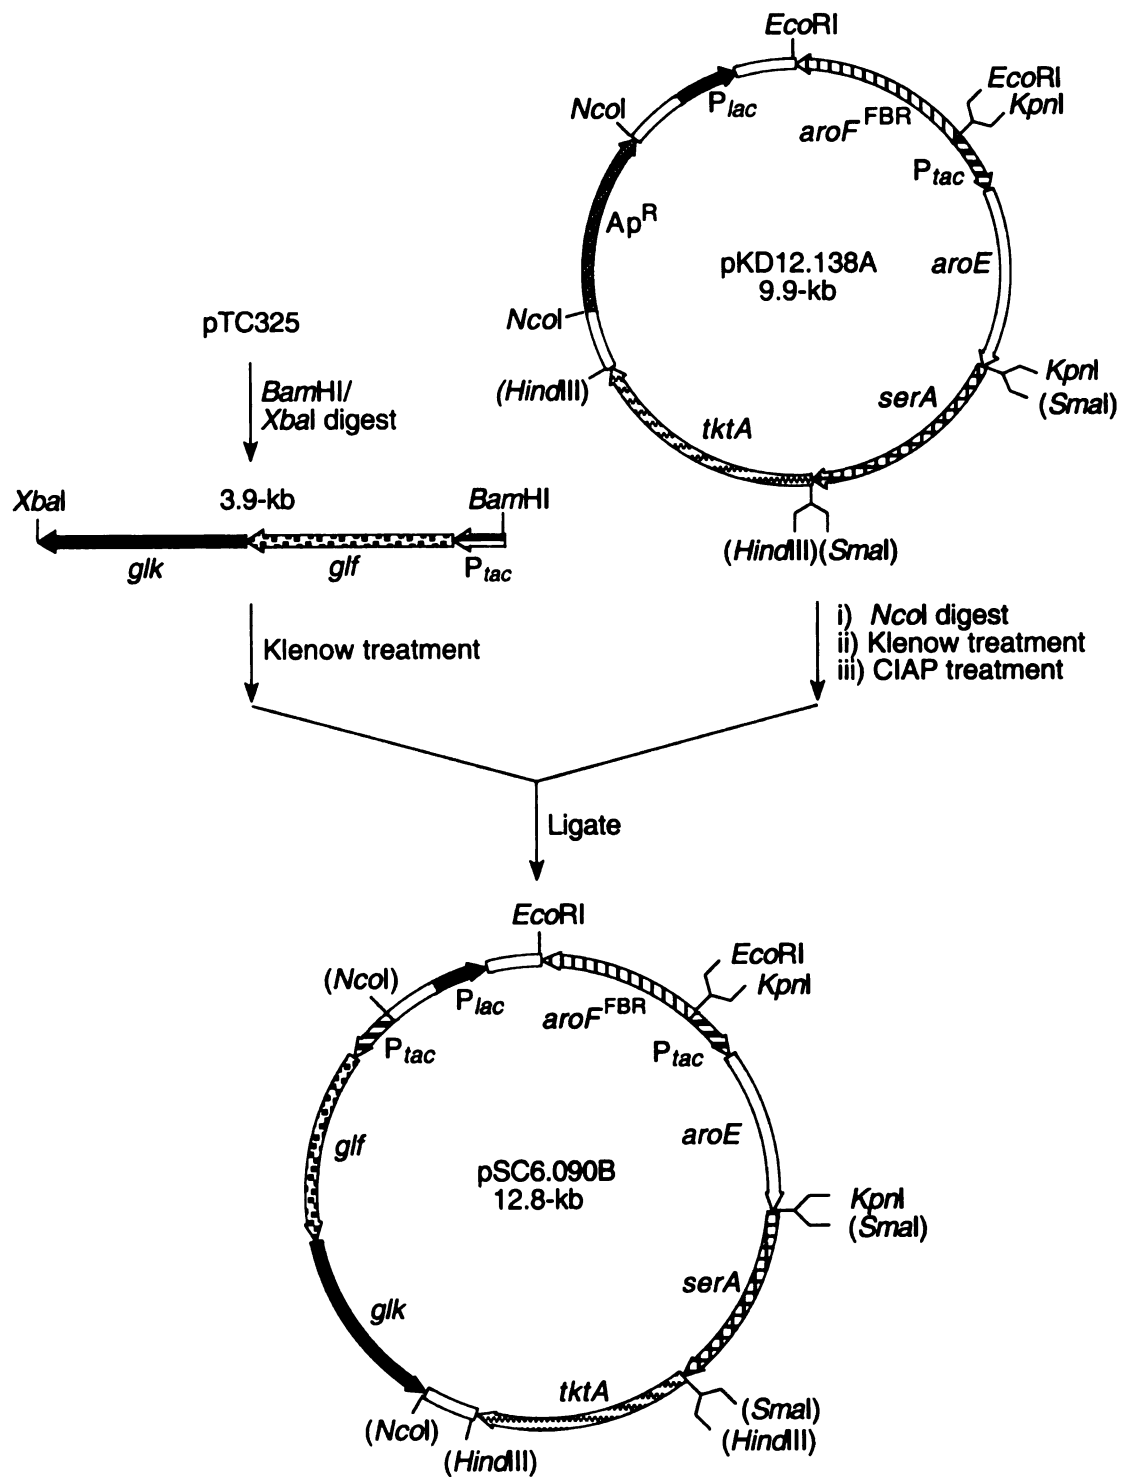 EcoRI
EcoRI
KpnI
NcoI
Plac
aroF FBR
Ptac
ApR
pKD12.138A
9.9-kb
aroE
NcoI
pTC325
(HindIII)
KpnI
(SmaI)
serA
BamHI/
XbaI digest
tktA
XbaI
3.9-kb
BamHI
glk
glf
Ptac
(HindIII)(SmaI)
Klenow treatment
i) NcoI digest
ii) Klenow treatment
iii) CIAP treatment
Ligate
EcoRI
(NcoI)
EcoRI
KpnI
Plac
aroF FBR
Ptac
Ptac
glf
aroE
pSC6.090B
12.8-kb
KpnI
(SmaI)
serA
glk
tktA
(SmaI)
(HindIII)
(NcoI)
(HindIII)